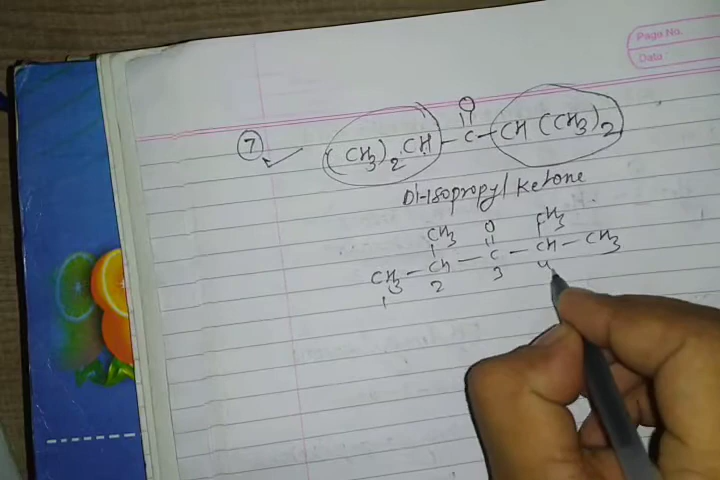 Page No.
Date
7
O
||
(CH3)2CH - C - CH(CH3)2
Di-isopropyl ketone
CH3 O CH3
| || |
CH3 - CH - C - CH - CH3
1 2 3 4